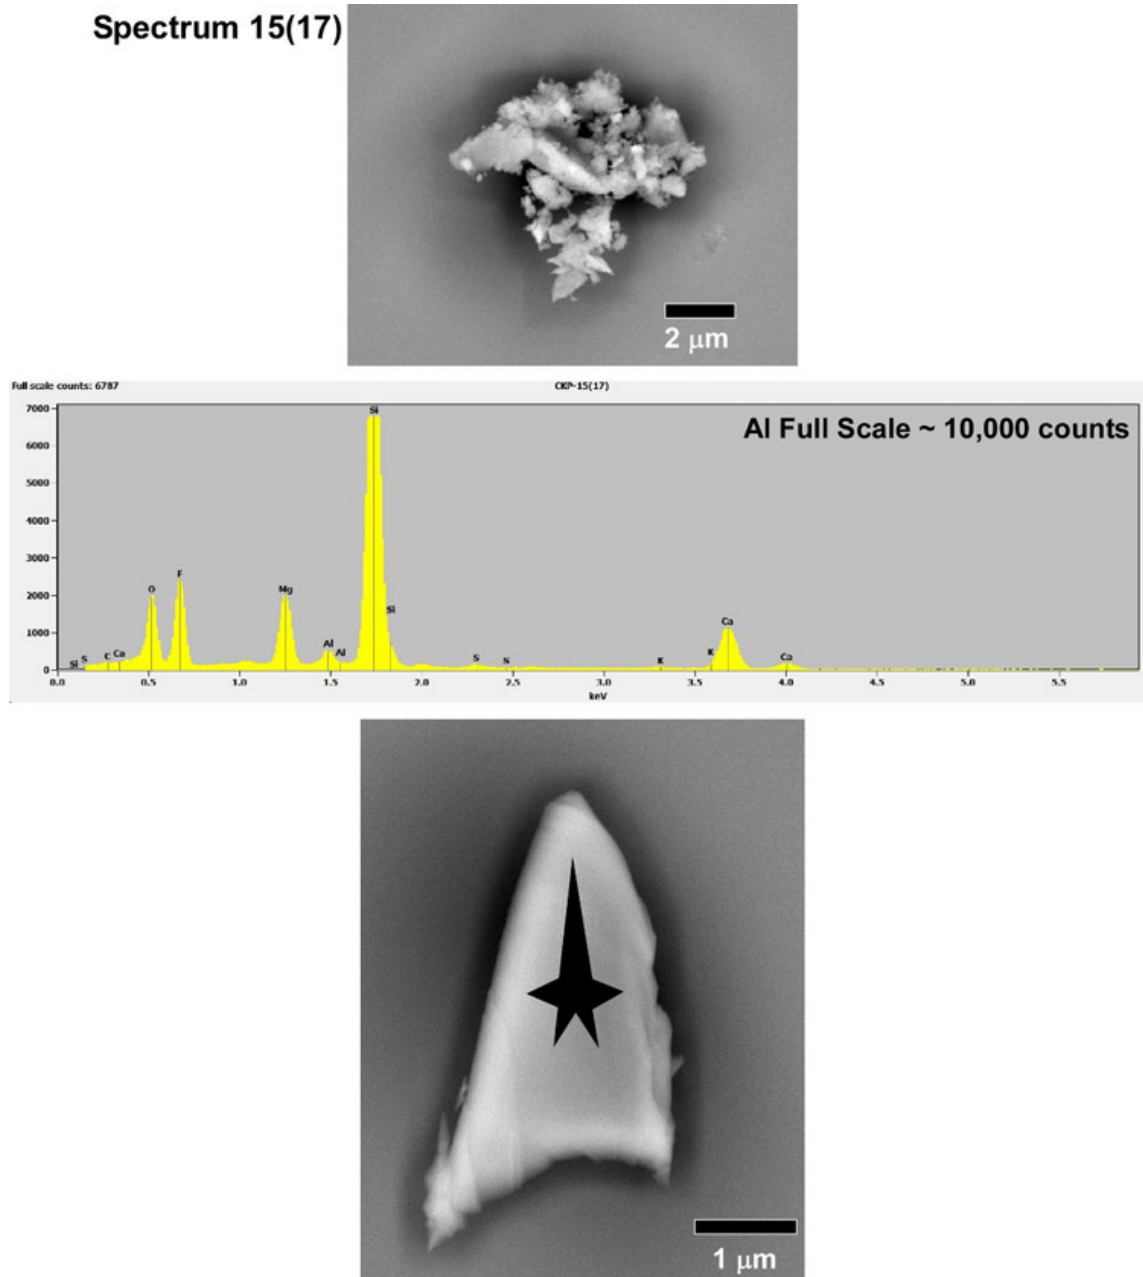 Spectrum 15(17)
2 μm
Full scale counts: 6787
CKP-15(17)
Al Full Scale ~ 10,000 counts
7000
6000
5000
4000
3000
2000
1000
0
Si
O
F
Mg
Si
Al
Al
Si
S
C
Ca
S
S
K
K
Ca
Ca
0.0 0.5 1.0 1.5 2.0 2.5 3.0 3.5 4.0 4.5 5.0 5.5
keV
1 μm